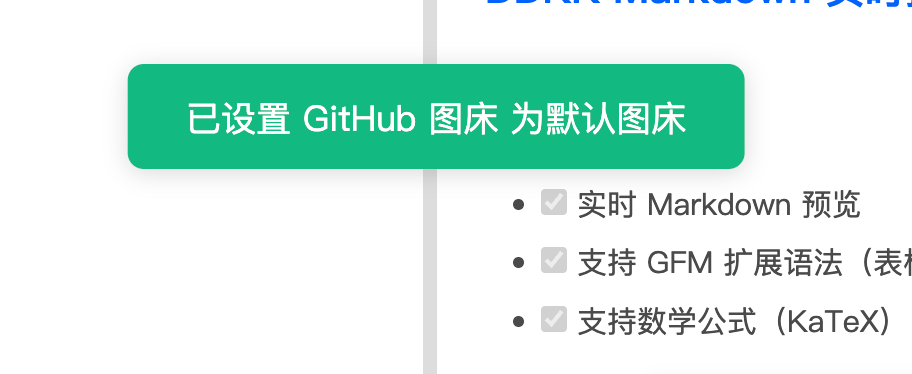 Markdown
已设置 GitHub 图床 为默认图床
实时 Markdown 预览
支持 GFM 扩展语法（表
支持数学公式（KaTeX）